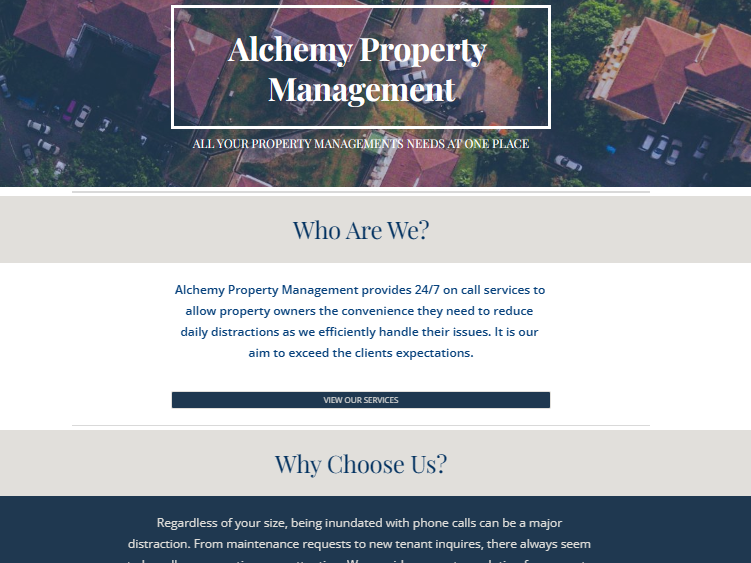 Alchemy Property
Management
ALL YOUR PROPERTY MANAGEMENTS NEEDS AT ONE PLACE
Who Are We?
Alchemy Property Management provides 24/7 on call services to
allow property owners the convenience they need to reduce
daily distractions as we efficiently handle their issues. It is our
aim to exceed the clients expectations.
VIEW OUR SERVICES
Why Choose Us?
Regardless of your size, being inundated with phone calls can be a major
distraction. From maintenance requests to new tenant inquires, there always seem